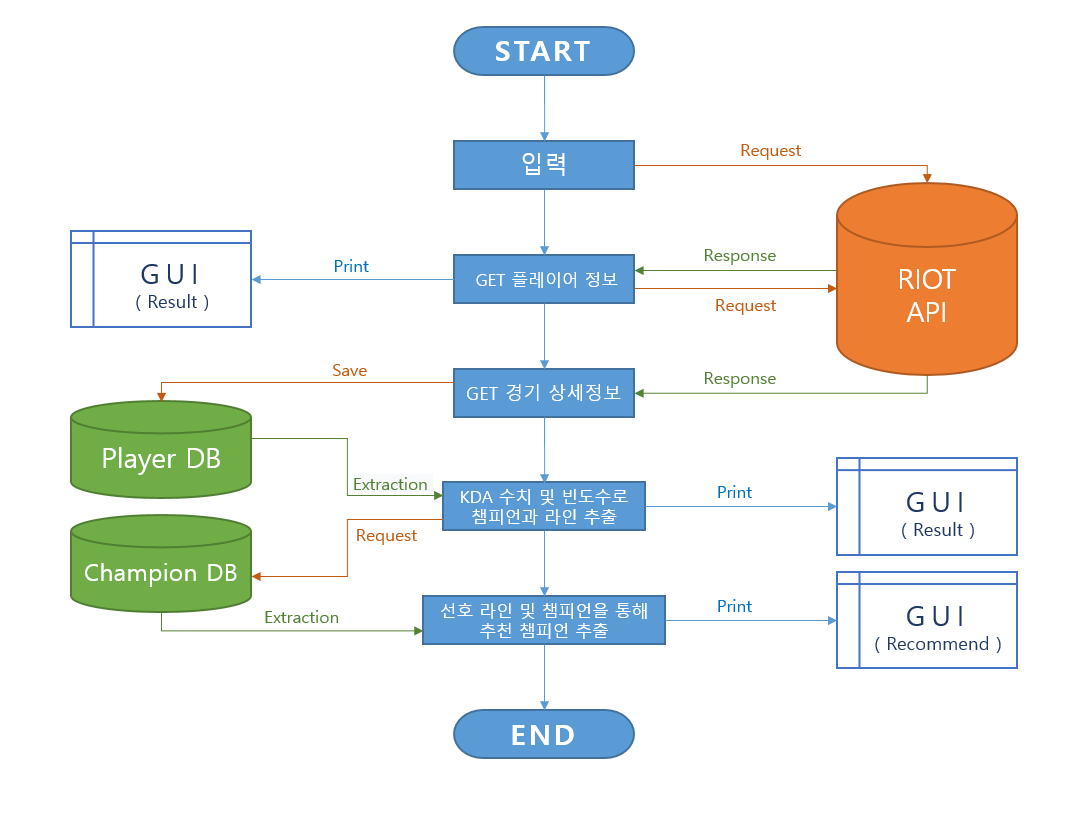 START
입력
Request
RIOT
API
Response
Request
GET 플레이어 정보
Print
GUI
( Result )
GET 경기 상세정보
Response
Save
Player DB
Extraction
KDA 수치 및 빈도수로
챔피언과 라인 추출
Print
GUI
( Result )
Request
Champion DB
Extraction
선호 라인 및 챔피언을 통해
추천 챔피언 추출
Print
GUI
( Recommend )
END